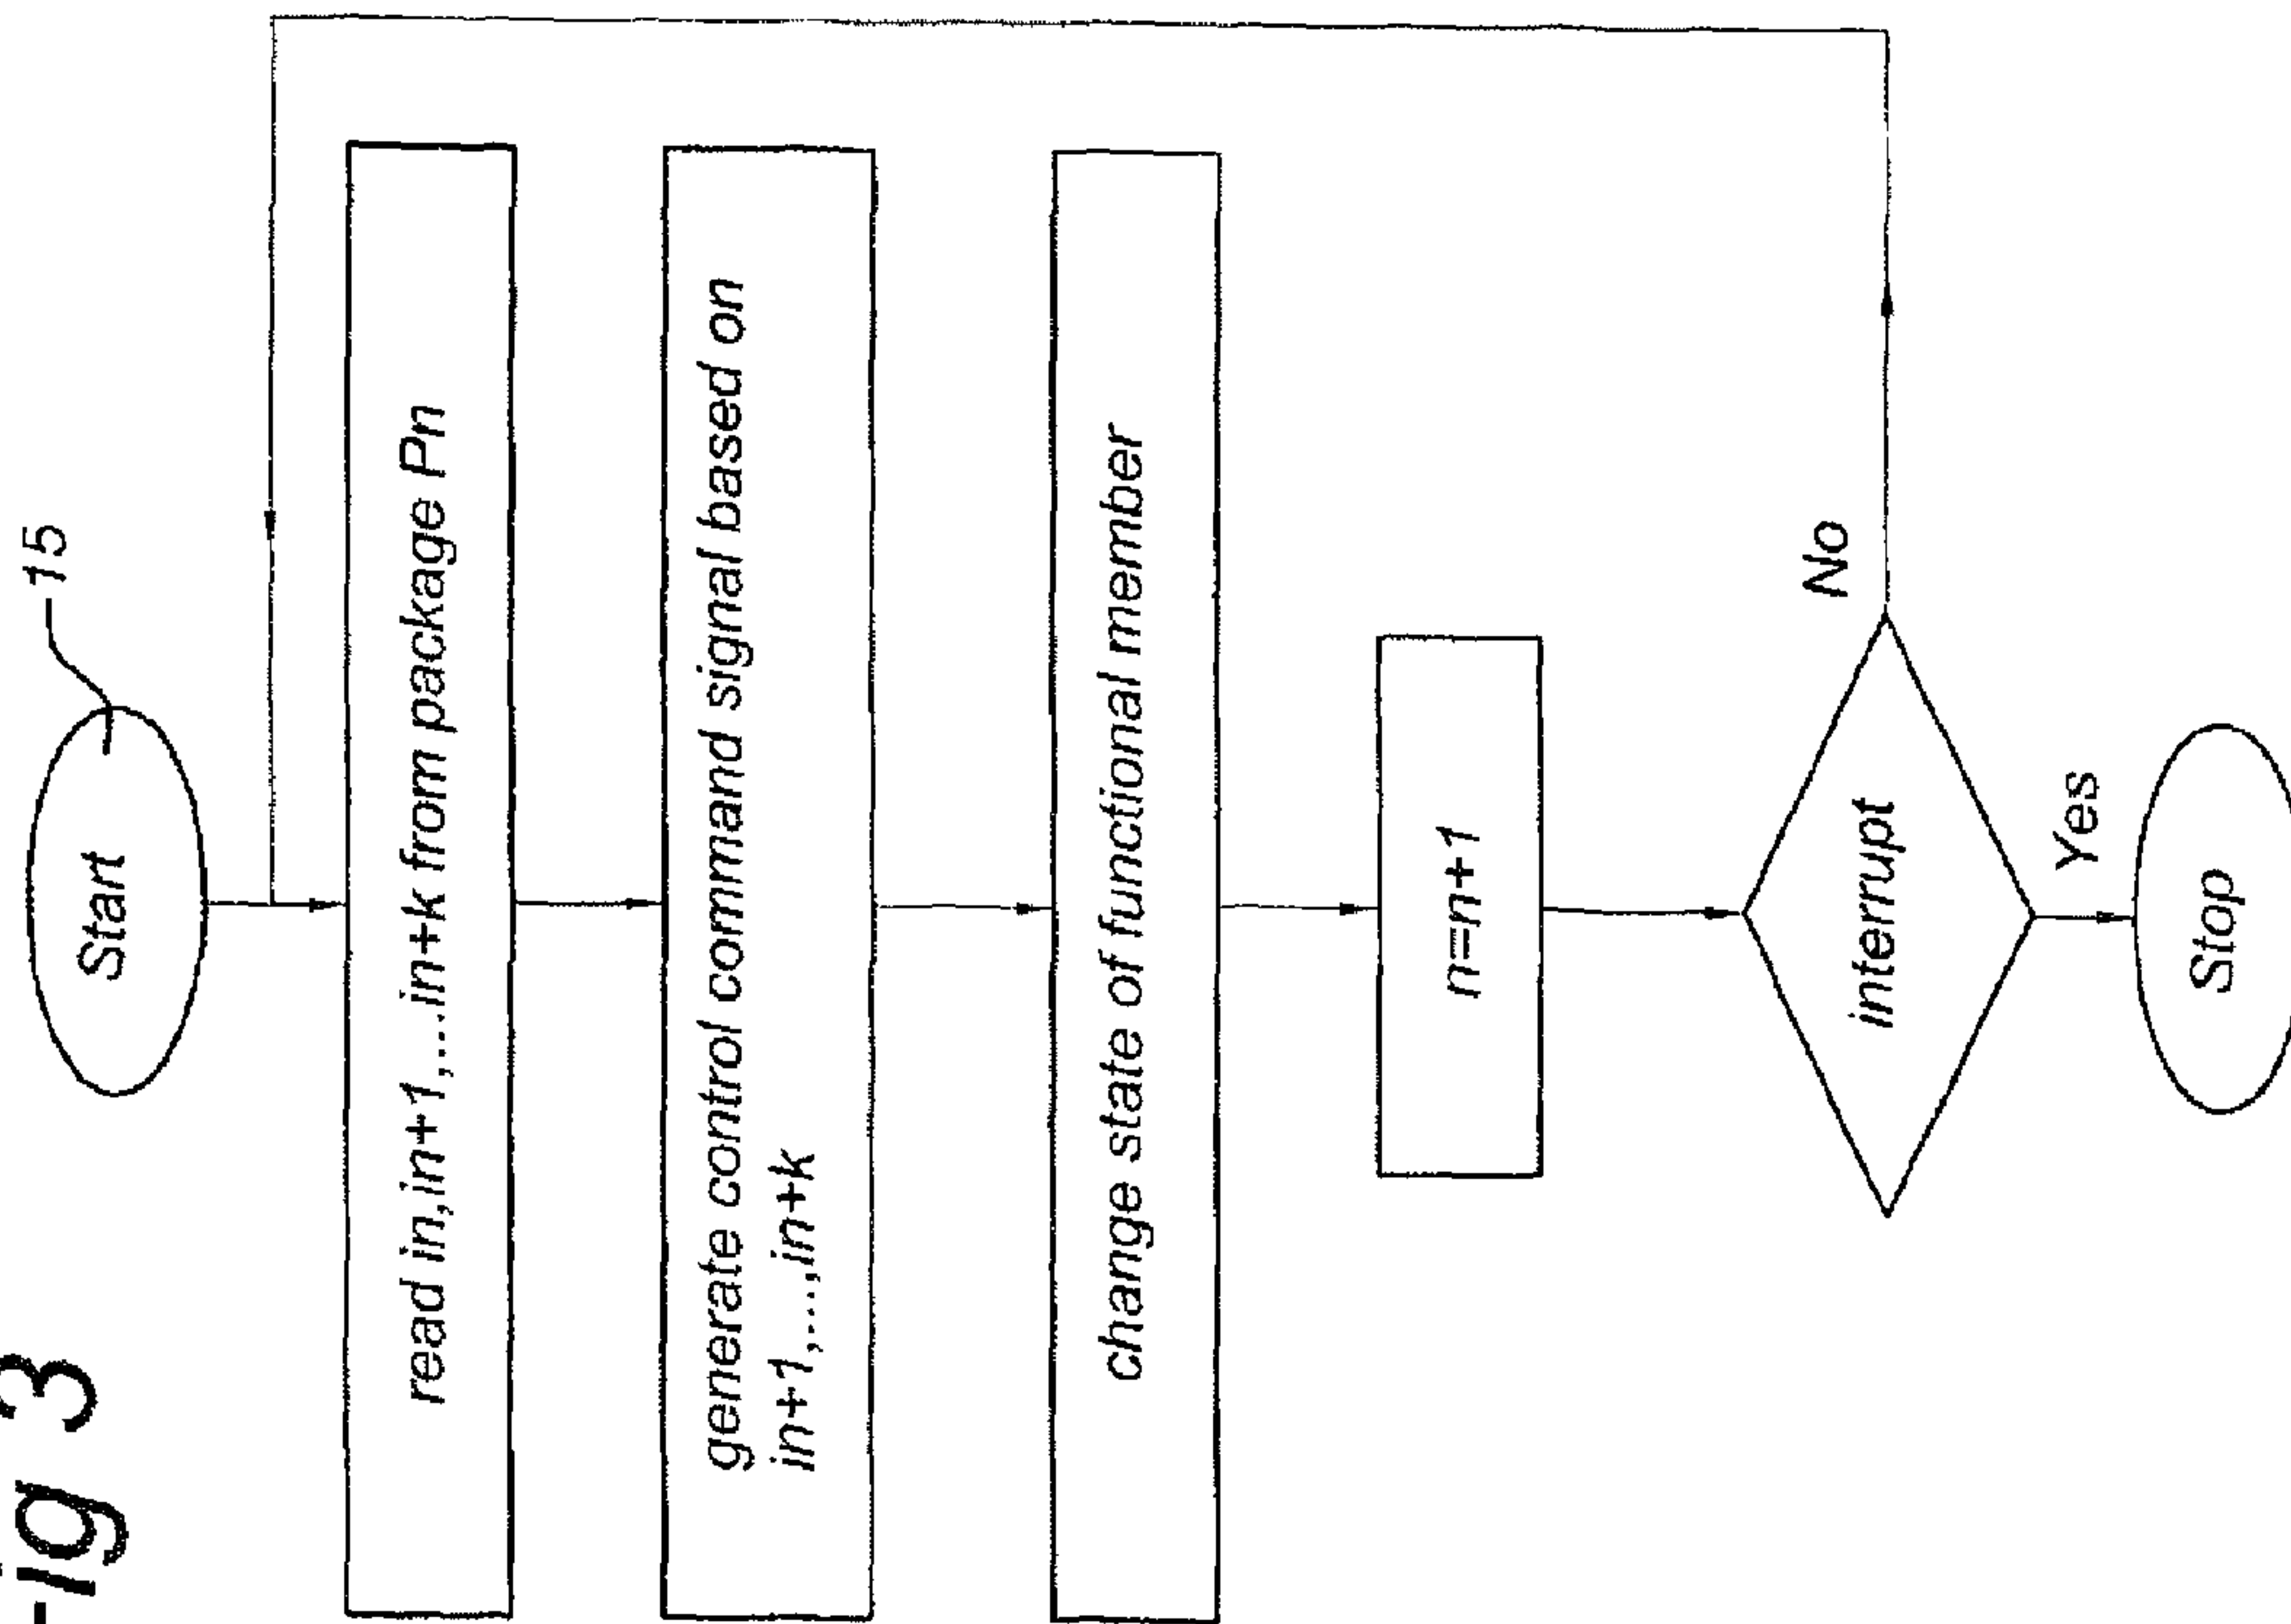 ig 3
15
Start
read in,in+1,...in+k from package Pn
generate control command signal based on
in+1,...,in+k
change state of functional member
n=n+1
interrupt
No
Yes
Stop